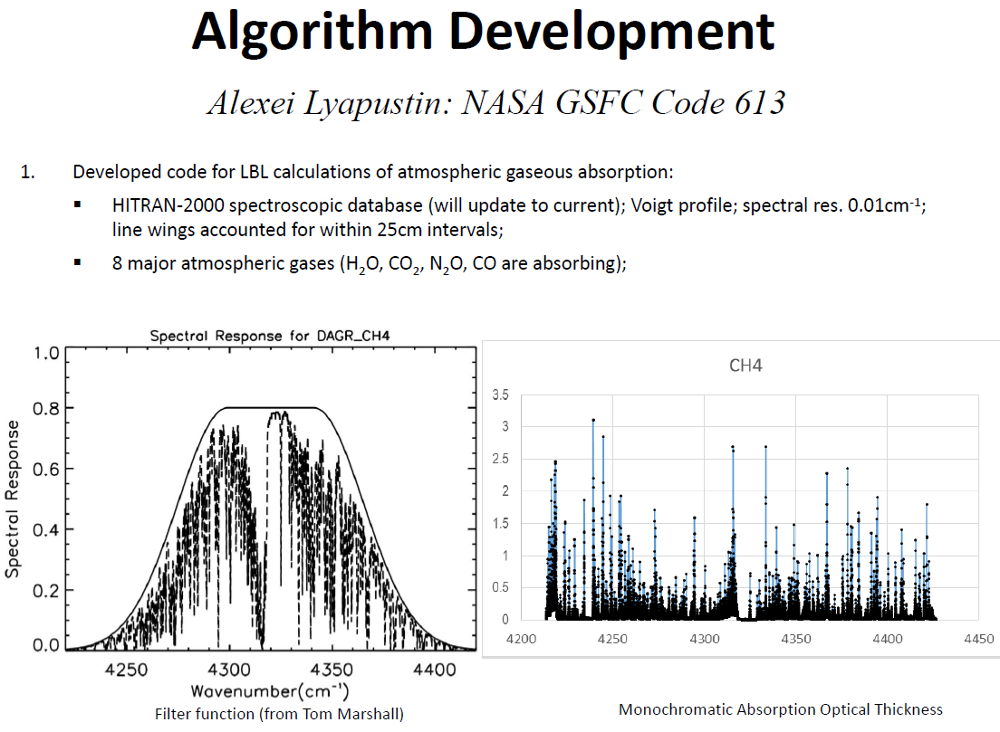 Algorithm Development
Alexei Lyapustin: NASA GSFC Code 613
1. Developed code for LBL calculations of atmospheric gaseous absorption:
▪ HITRAN-2000 spectroscopic database (will update to current); Voigt profile; spectral res. 0.01cm⁻¹;
line wings accounted for within 25cm intervals;
▪ 8 major atmospheric gases (H₂O, CO₂, N₂O, CO are absorbing);
Spectral Response for DAGR_CH4
1.0
0.8
0.6
0.4
0.2
0.0
Spectral Response
4250 4300 4350 4400
Wavenumber(cm⁻¹)
Filter function (from Tom Marshall)
CH4
3.5
3
2.5
2
1.5
1
0.5
0
4200 4250 4300 4350 4400 4450
Monochromatic Absorption Optical Thickness